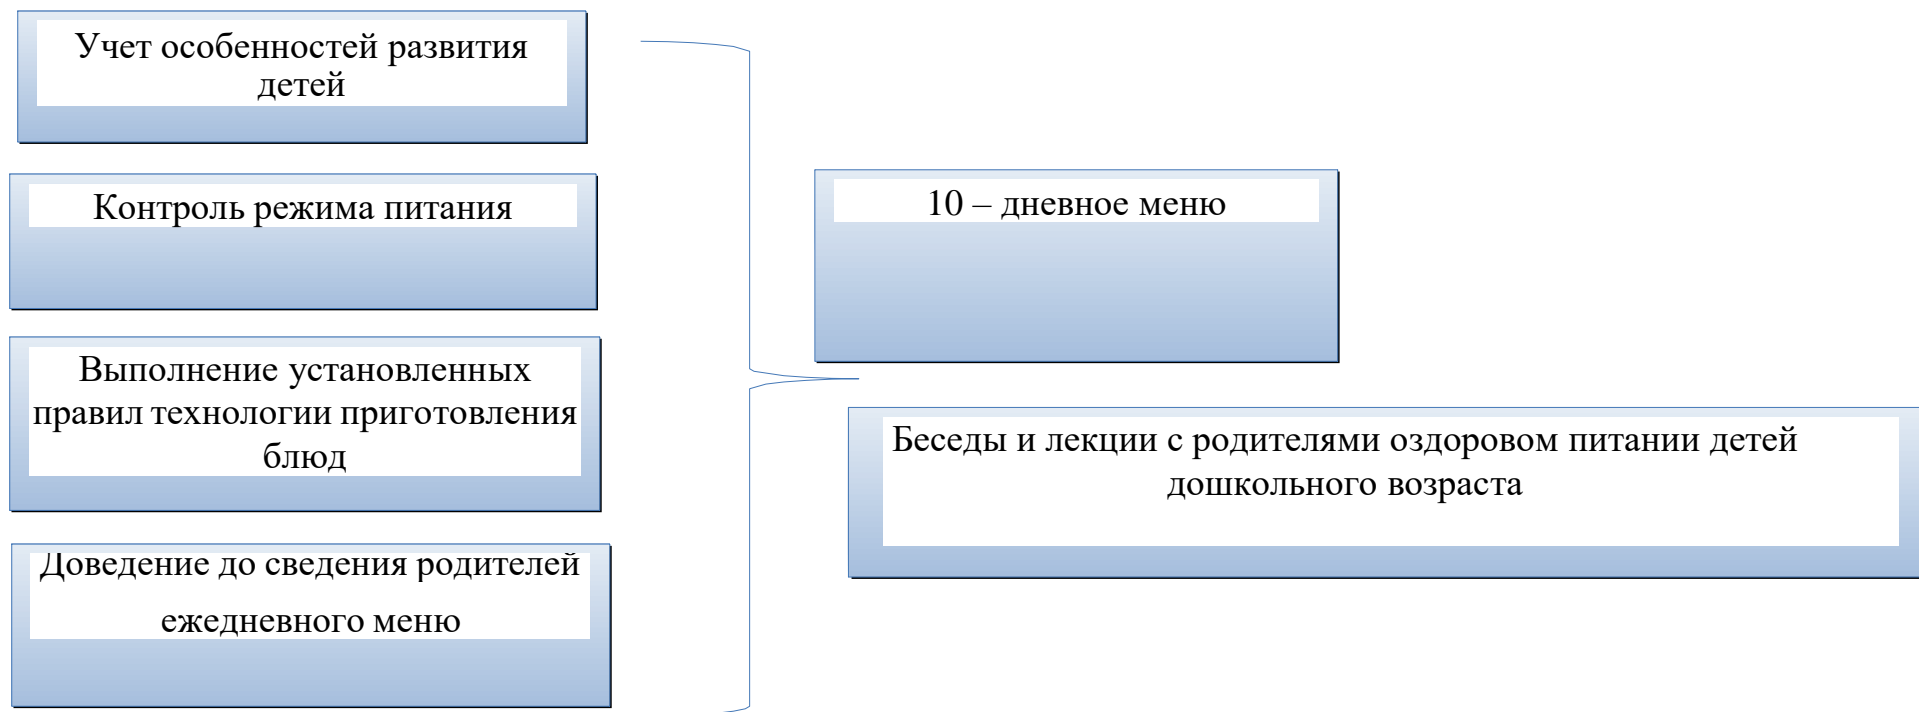 Учет особенностей развития
детей
Контроль режима питания
Выполнение установленных
правил технологии приготовления
блюд
Доведение до сведения родителей
ежедневного меню
10 – дневное меню
Беседы и лекции с родителями оздоровом питании детей
дошкольного возраста